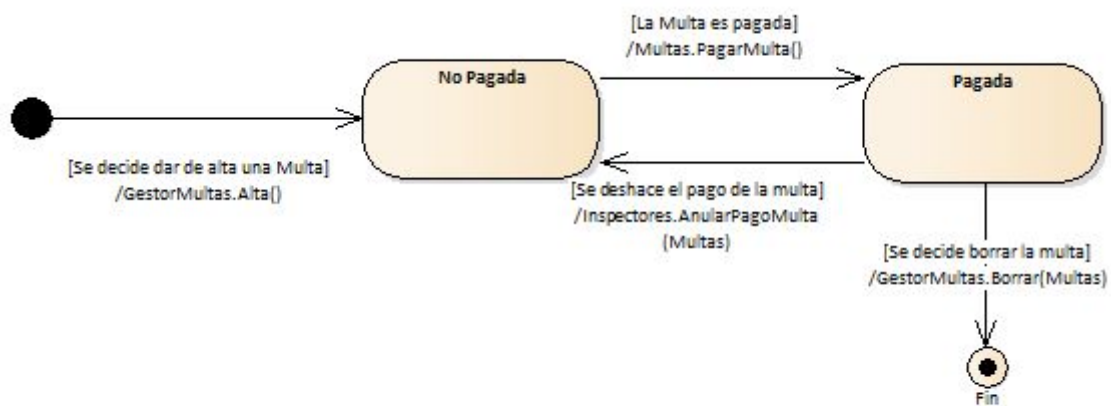 [La Multa es pagada]
/Multas.PagarMulta()
No Pagada
Pagada
[Se decide dar de alta una Multa]
/GestorMultas.Alta()
[Se deshace el pago de la multa]
/Inspectores.AnularPagoMulta
(Multas)
[Se decide borrar la multa]
/GestorMultas.Borrar(Multas)
Fin